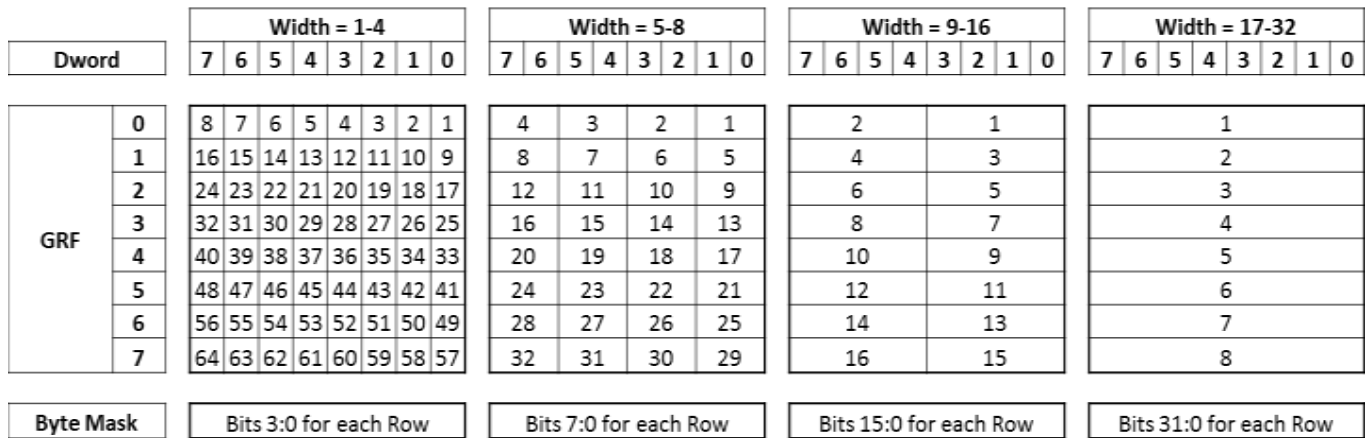 Width = 1-4 Width = 5-8 Width = 9-16 Width = 17-32
Dword 7 6 5 4 3 2 1 0 7 6 5 4 3 2 1 0 7 6 5 4 3 2 1 0 7 6 5 4 3 2 1 0
0 8 7 6 5 4 3 2 1 4 3 2 1 2 1 1
1 16 15 14 13 12 11 10 9 8 7 6 5 4 3 2
2 24 23 22 21 20 19 18 17 12 11 10 9 6 5 3
3 32 31 30 29 28 27 26 25 16 15 14 13 8 7 4
GRF
4 40 39 38 37 36 35 34 33 20 19 18 17 10 9 5
5 48 47 46 45 44 43 42 41 24 23 22 21 12 11 6
6 56 55 54 53 52 51 50 49 28 27 26 25 14 13 7
7 64 63 62 61 60 59 58 57 32 31 30 29 16 15 8
Byte Mask Bits 3:0 for each Row Bits 7:0 for each Row Bits 15:0 for each Row Bits 31:0 for each Row